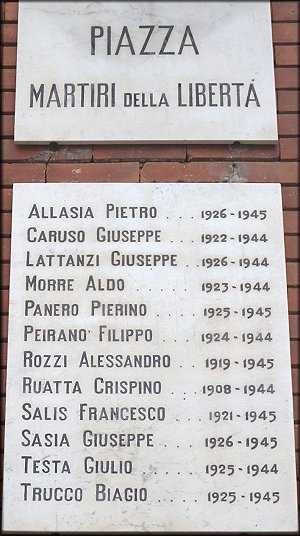 PIAZZA
MARTIRI DELLA LIBERTÀ
ALLASIA PIETRO . . . 1926 - 1945
CARUSO GIUSEPPE . . . 1922 - 1944
LATTANZI GIUSEPPE . . 1926 - 1944
MORRE ALDO . . . . 1923 - 1944
PANERO PIERINO . . . 1925 - 1945
PEIRANO FILIPPO . . . 1924 - 1944
ROZZI ALESSANDRO . . 1919 - 1945
RUATTA CRISPINO . . . 1908 - 1944
SALIS FRANCESCO . . . 1921 - 1945
SASIA GIUSEPPE . . . . 1926 - 1945
TESTA GIULIO . . . . 1925 - 1944
TRUCCO BIAGIO . . . . 1925 - 1945